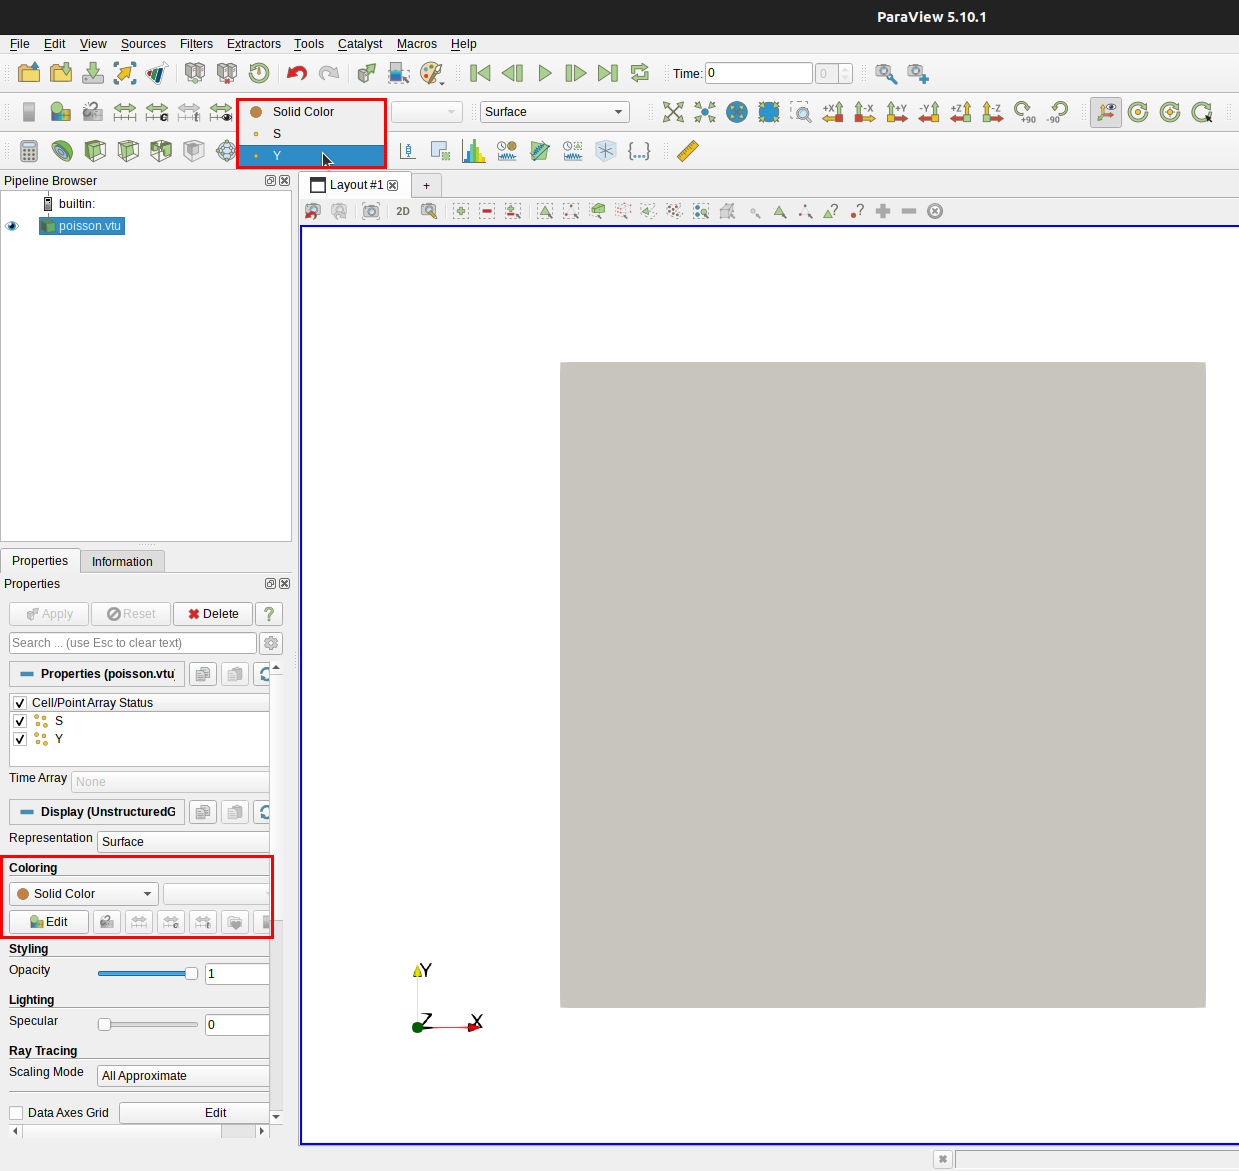 ParaView 5.10.1
File Edit View Sources Filters Extractors Tools Catalyst Macros Help
Time: 0 0
Solid Color
S
Y
Surface
+X -X +Y -Y +Z -Z +90 -90
Pipeline Browser
builtin:
poisson.vtu
Layout #1 +
2D
Properties Information
Properties
Apply Reset Delete ?
Search ... (use Esc to clear text)
Properties (poisson.vtu
Cell/Point Array Status
S
Y
Time Array None
Display (UnstructuredG
Representation Surface
Coloring
Solid Color
Edit
Styling
Opacity 1
Lighting
Specular 0
Ray Tracing
Scaling Mode All Approximate
Data Axes Grid Edit
Y
Z X